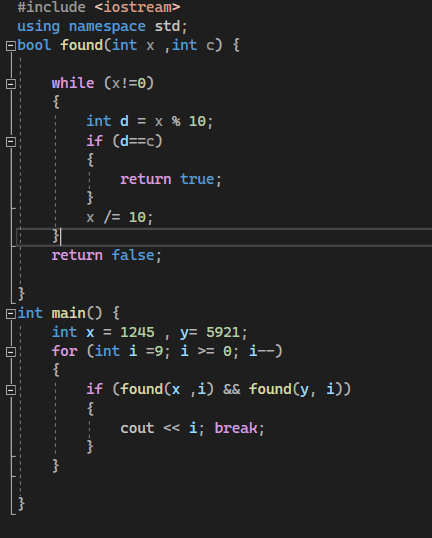 #include <iostream>
using namespace std;
bool found(int x ,int c) {
while (x!=0)
{
int d = x % 10;
if (d==c)
{
return true;
}
x /= 10;
}
return false;
}
int main() {
int x = 1245 , y= 5921;
for (int i =9; i >= 0; i--)
{
if (found(x ,i) && found(y, i))
{
cout << i; break;
}
}
}